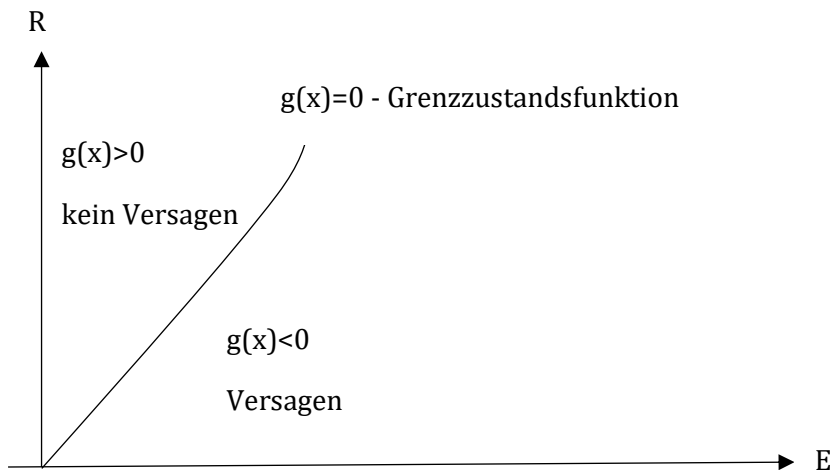 R
g(x)=0 - Grenzzustandsfunktion
g(x)>0
kein Versagen
g(x)<0
Versagen
E